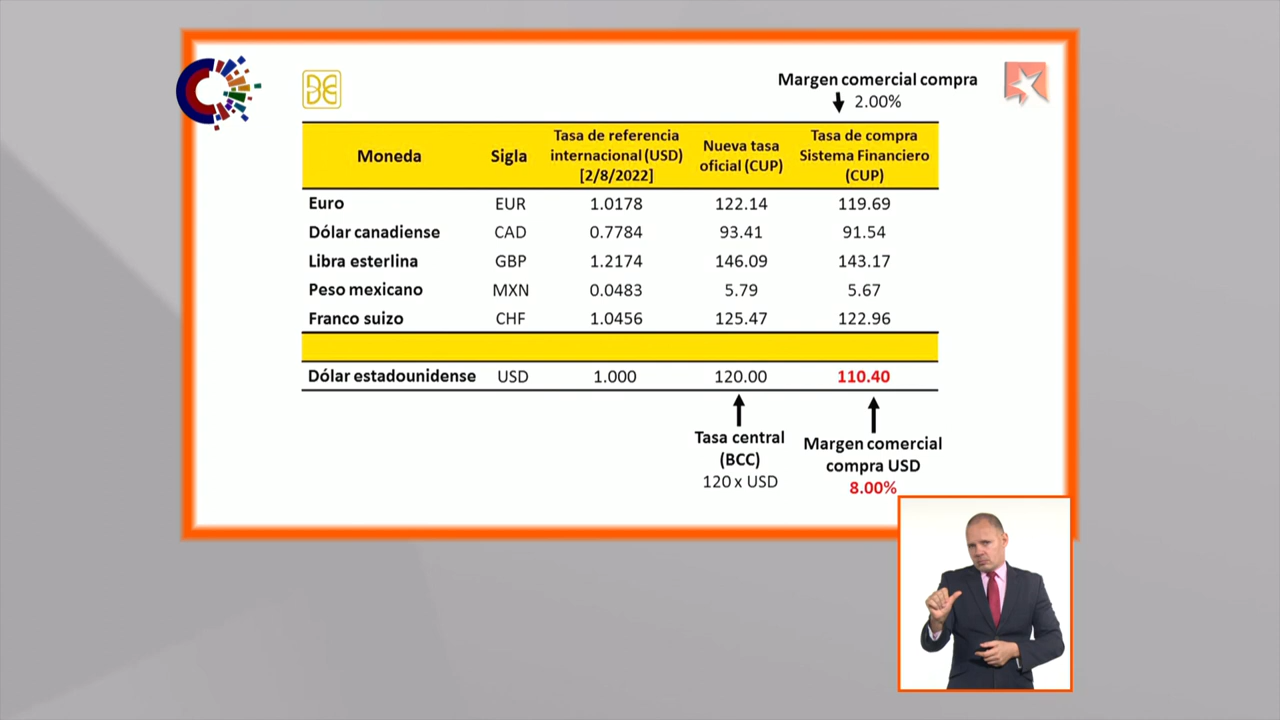 Margen comercial compra
2.00%
Moneda Sigla Tasa de referencia internacional (USD) [2/8/2022] Nueva tasa oficial (CUP) Tasa de compra Sistema Financiero (CUP)
Euro EUR 1.0178 122.14 119.69
Dólar canadiense CAD 0.7784 93.41 91.54
Libra esterlina GBP 1.2174 146.09 143.17
Peso mexicano MXN 0.0483 5.79 5.67
Franco suizo CHF 1.0456 125.47 122.96
Dólar estadounidense USD 1.000 120.00 110.40
Tasa central
(BCC)
120 x USD
Margen comercial
compra USD
8.00%